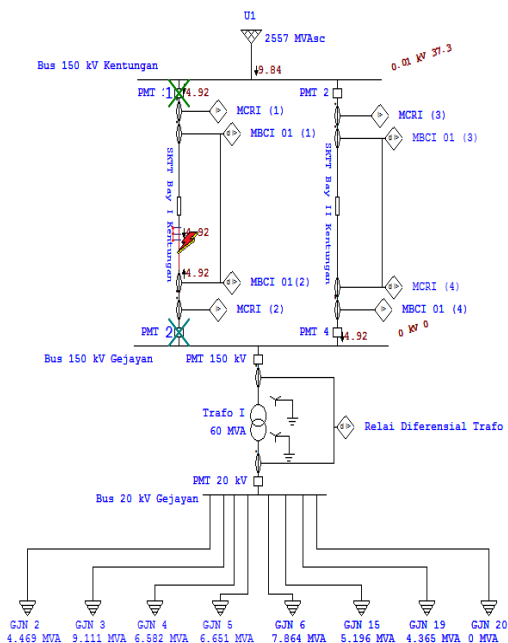 U1
2557 MVAsc
Bus 150 kV Kentungan
9.84
0.01 kV 37.3
PMT 1
4.92
PMT 2
MCRI (1)
MCRI (3)
MBCI 01 (1)
MBCI 01 (3)
SKTT Bay I Kentungan
SKTT Bay II Kentungan
4.92
4.92
MBCI 01(2)
MCRI (4)
MCRI (2)
MBCI 01 (4)
PMT 2
PMT 4
4.92
0 kV 0
Bus 150 kV Gejayan
PMT 150 kV
Trafo I
60 MVA
Relai Diferensial Trafo
PMT 20 kV
Bus 20 kV Gejayan
GJN 2
GJN 3
GJN 4
GJN 5
GJN 6
GJN 15
GJN 19
GJN 20
4.469 MVA
9.111 MVA
6.582 MVA
6.651 MVA
7.864 MVA
5.196 MVA
4.365 MVA
0 MVA